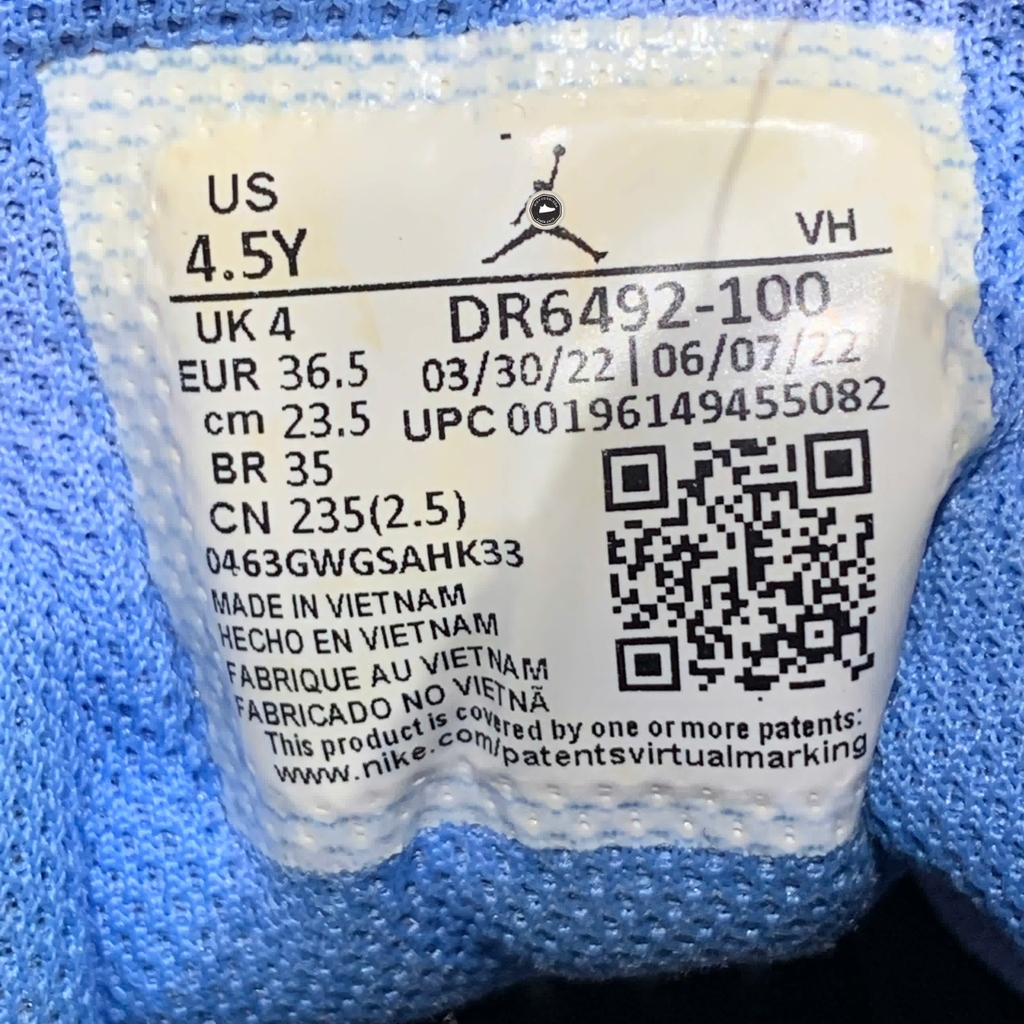 US
4.5Y
VH
UK 4
DR6492-100
EUR 36.5
03/30/22 | 06/07/22
cm 23.5
UPC 00196149455082
BR 35
CN 235(2.5)
0463GWGSAHK33
MADE IN VIETNAM
HECHO EN VIETNAM
FABRIQUE AU VIETNAM
FABRICADO NO VIETNÃ
This product is covered by one or more patents:
www.nike.com/patentsvirtualmarking